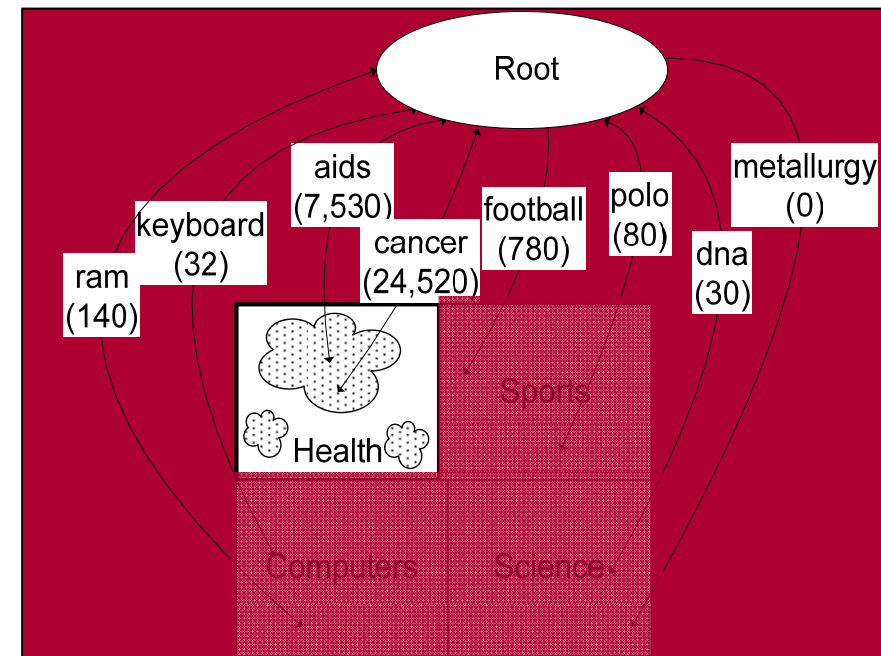 Root
aids
(7,530)
metallurgy
(0)
keyboard
(32)
football
(780)
polo
(80)
cancer
(24,520)
dna
(30)
ram
(140)
Sports
Health
Computers
Science